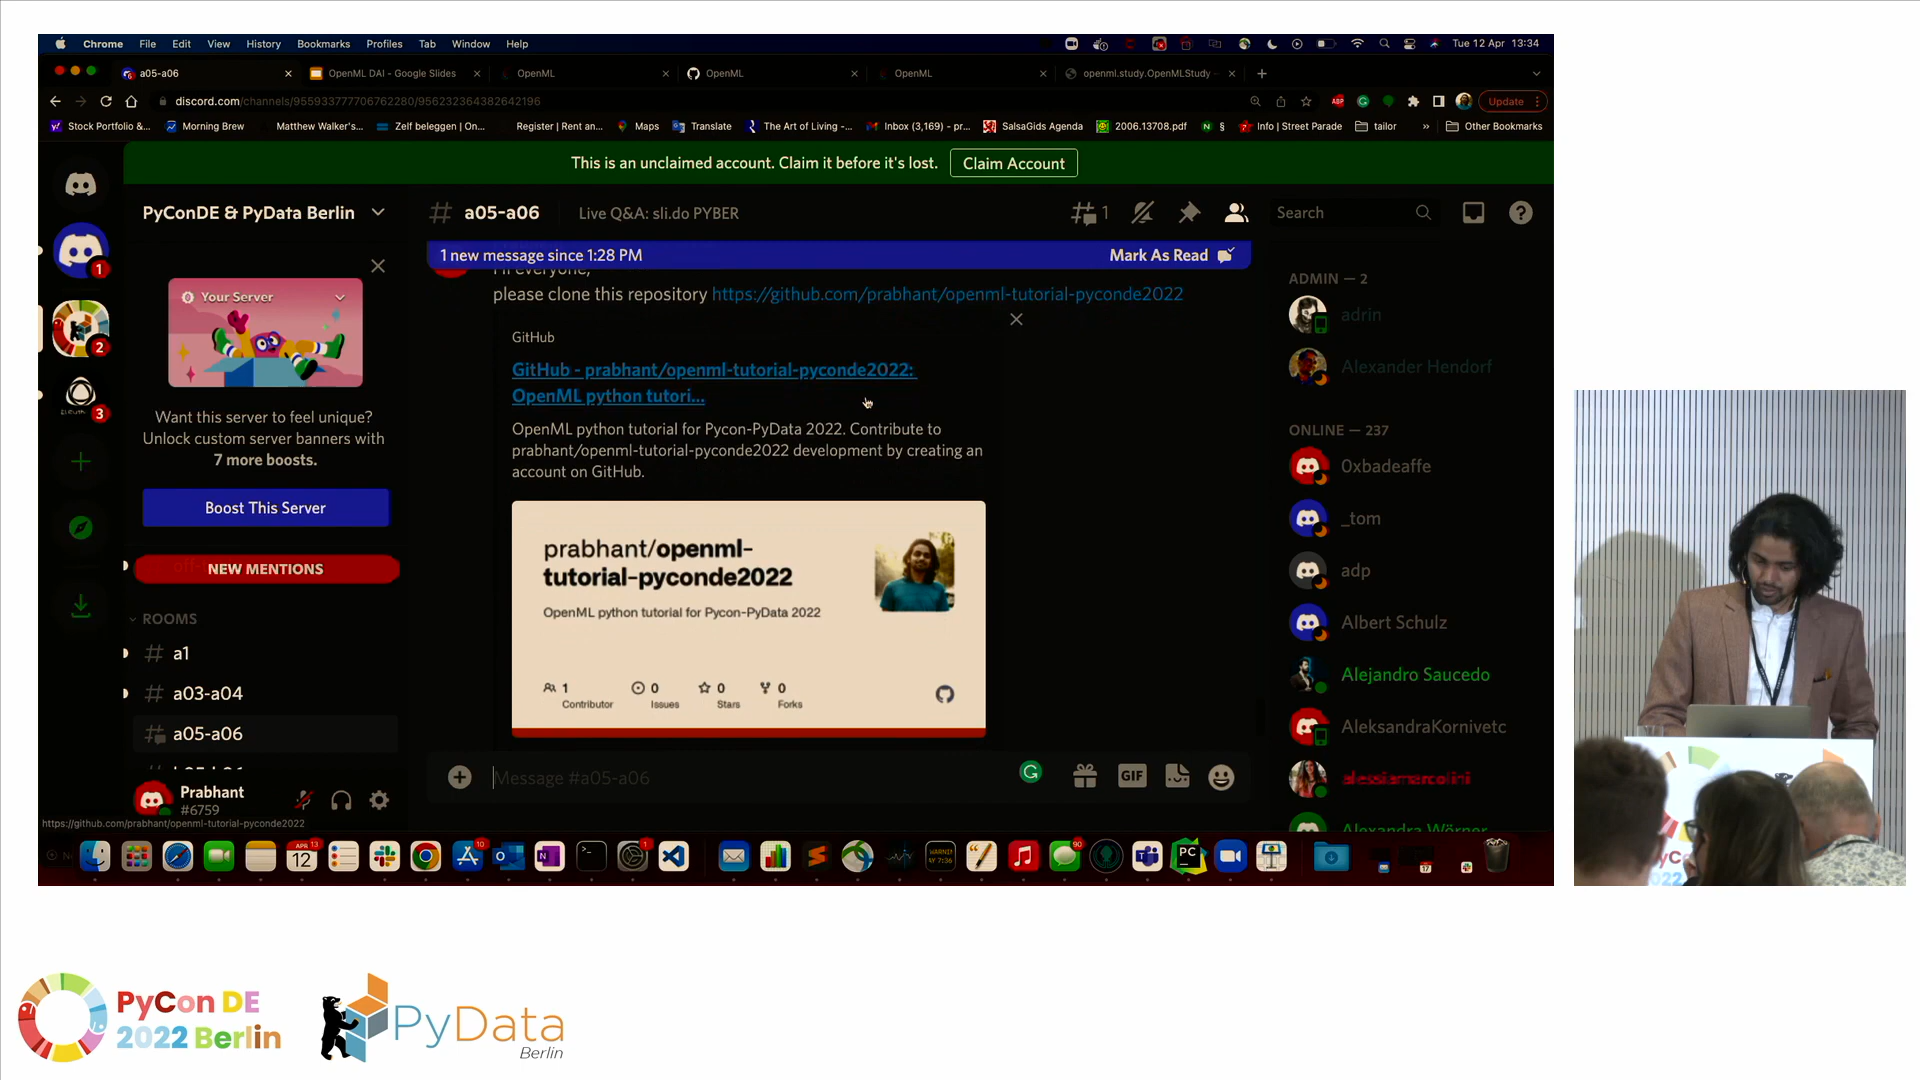 Chrome File Edit View History Bookmarks Profiles Tab Window Help
Tue 12 Apr 13:34
a05-a06
OpenML DAI - Google Slides
OpenML
OpenML
OpenML
openml.study.OpenMLStudy
discord.com/channels/955933777706762280/956232364382642196
Update
Stock Portfolio &...
Morning Brew
Matthew Walker's...
Zelf beleggen | On...
Register | Rent an...
Maps
Translate
The Art of Living -...
Inbox (3,169) - pr...
SalsaGids Agenda
2006.13708.pdf
N §
Info | Street Parade
tailor
»
Other Bookmarks
This is an unclaimed account. Claim it before it's lost.
Claim Account
PyConDE & PyData Berlin
# a05-a06
Live Q&A: sli.do PYBER
1
Search
1 new message since 1:28 PM
Mark As Read
please clone this repository https://github.com/prabhant/openml-tutorial-pyconde2022
GitHub
GitHub - prabhant/openml-tutorial-pyconde2022:
OpenML python tutori...
OpenML python tutorial for Pycon-PyData 2022. Contribute to
prabhant/openml-tutorial-pyconde2022 development by creating an
account on GitHub.
prabhant/openml-
tutorial-pyconde2022
OpenML python tutorial for Pycon-PyData 2022
1
Contributor
0
Issues
0
Stars
0
Forks
Message #a05-a06
GIF
1
2
3
Your Server
Want this server to feel unique?
Unlock custom server banners with
7 more boosts.
Boost This Server
NEW MENTIONS
ROOMS
# a1
# a03-a04
a05-a06
Prabhant
#6759
https://github.com/prabhant/openml-tutorial-pyconde2022
ADMIN — 2
adrin
Alexander Hendorf
ONLINE — 237
0xbadeaffe
_tom
adp
Albert Schulz
Alejandro Saucedo
AleksandraKornivetc
alessiamarcolini
Alexandra Wörner
APR
12
PC
PyCon DE
2022 Berlin
PyData
Berlin